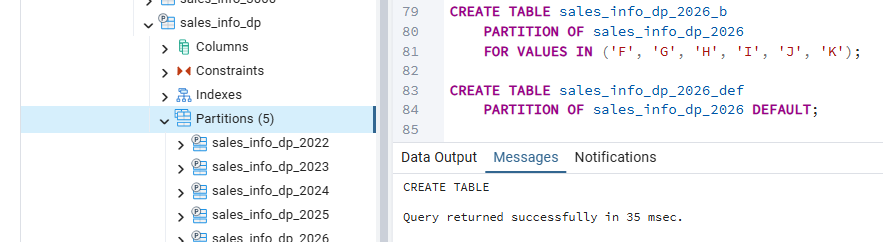 sales_info_dp
Columns
Constraints
Indexes
Partitions (5)
sales_info_dp_2022
sales_info_dp_2023
sales_info_dp_2024
sales_info_dp_2025
sales_info_dp_2026
79 CREATE TABLE sales_info_dp_2026_b
80 PARTITION OF sales_info_dp_2026
81 FOR VALUES IN ('F', 'G', 'H', 'I', 'J', 'K');
82
83 CREATE TABLE sales_info_dp_2026_def
84 PARTITION OF sales_info_dp_2026 DEFAULT;
85
Data Output Messages Notifications
CREATE TABLE
Query returned successfully in 35 msec.